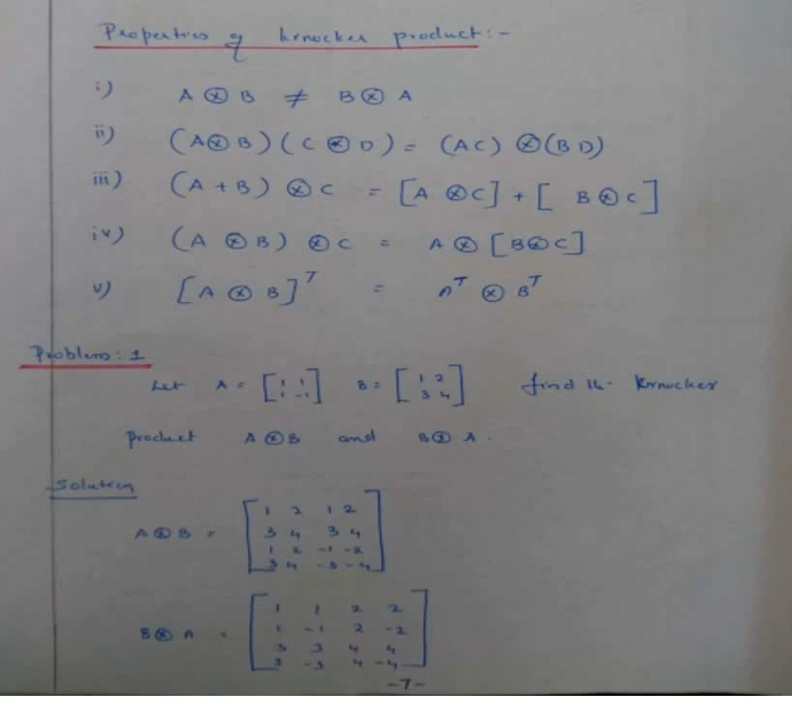 Properties of kronecker product:-
i) A ⊗ B ≠ B ⊗ A
ii) (A⊗B)(C⊗D) = (AC) ⊗(BD)
iii) (A + B) ⊗ C = [A ⊗C] + [ B⊗C]
iv) (A ⊗ B) ⊗ C = A ⊗ [B⊗C]
v) [A ⊗ B]^T = A^T ⊗ B^T
Problem: 1
Let A = [1 1; 1 -1] B = [1 2; 3 4] find the Kronucker
product A⊗B and B⊗A.
Solution
A⊗B =
1 2 1 2
3 4 3 4
1 2 -1 -2
3 4 -3 -4
B⊗A =
1 1 2 2
1 -1 2 -2
3 3 4 4
3 -3 4 -4
-7-